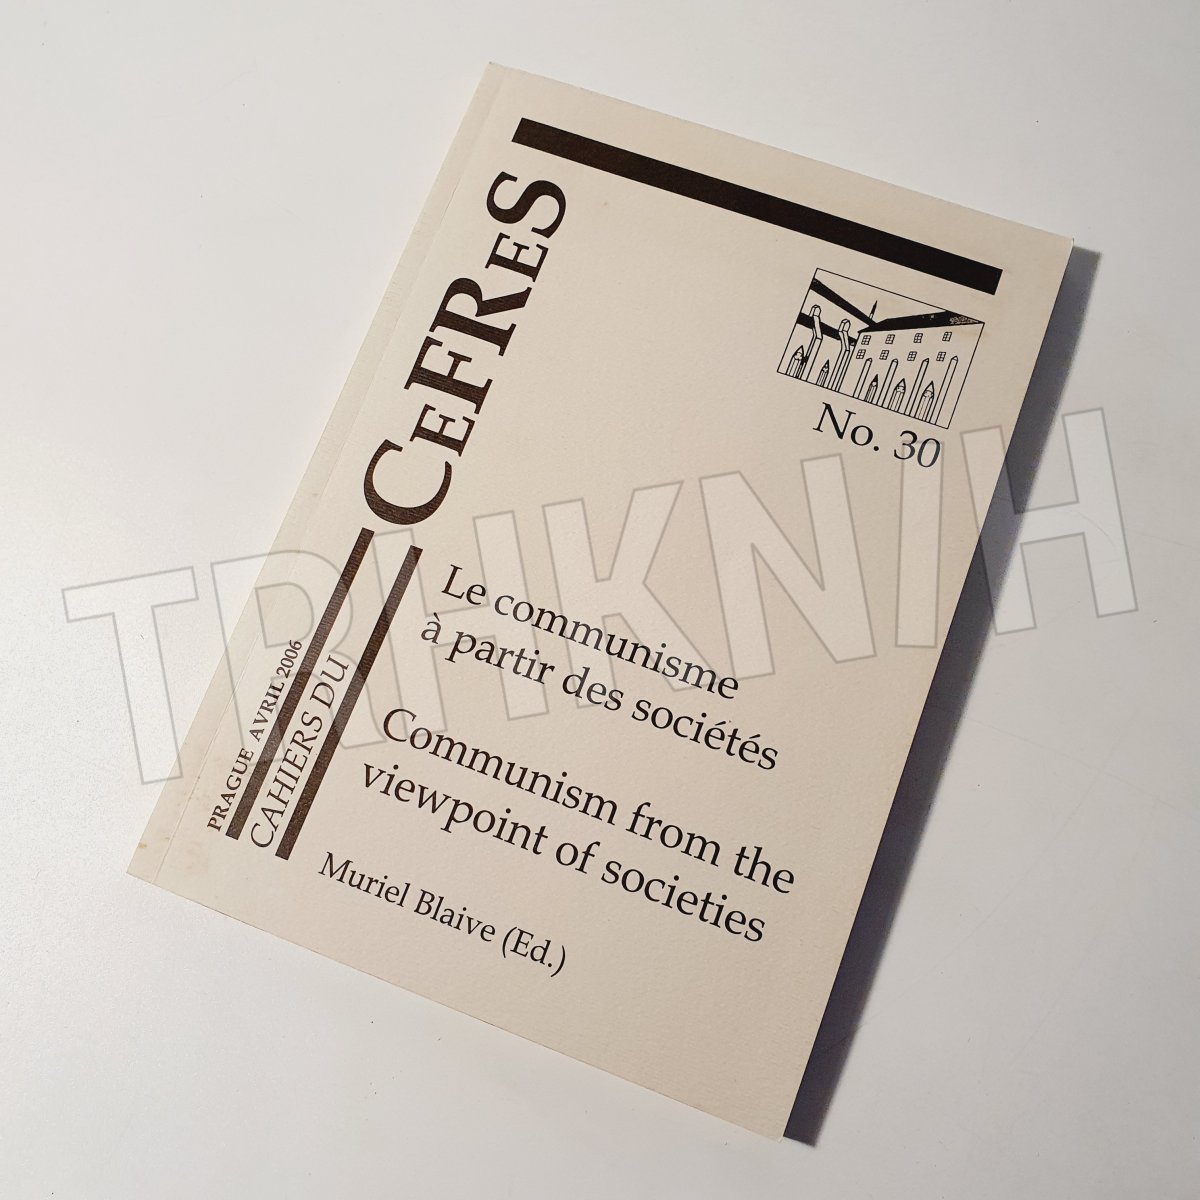 CEFRES
No. 30
PRAGUE AVRIL 2006
CAHIERS DU
Le communisme
à partir des sociétés
Communism from the
viewpoint of societies
Muriel Blaive (Ed.)
TRHKNIH